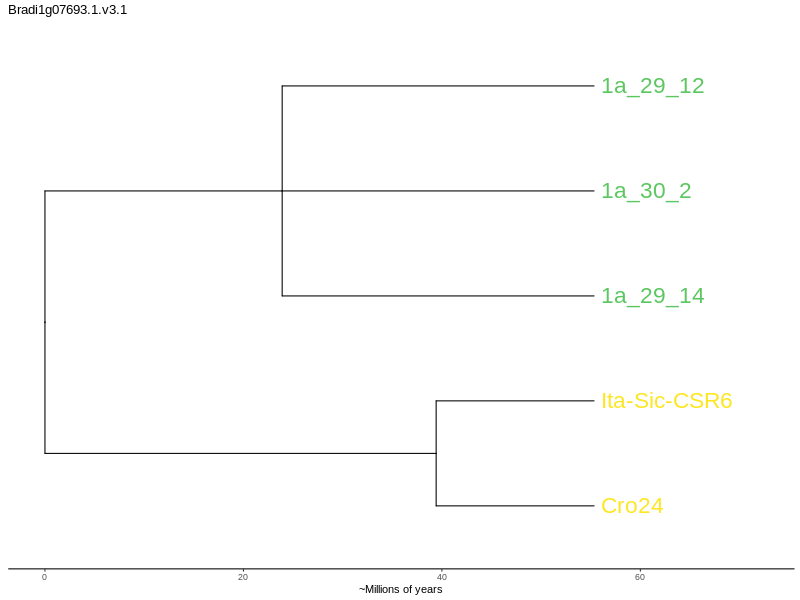 Bradi1g07693.1.v3.1
1a_29_12
1a_30_2
1a_29_14
Ita-Sic-CSR6
Cro24
0 20 40 60
~Millions of years